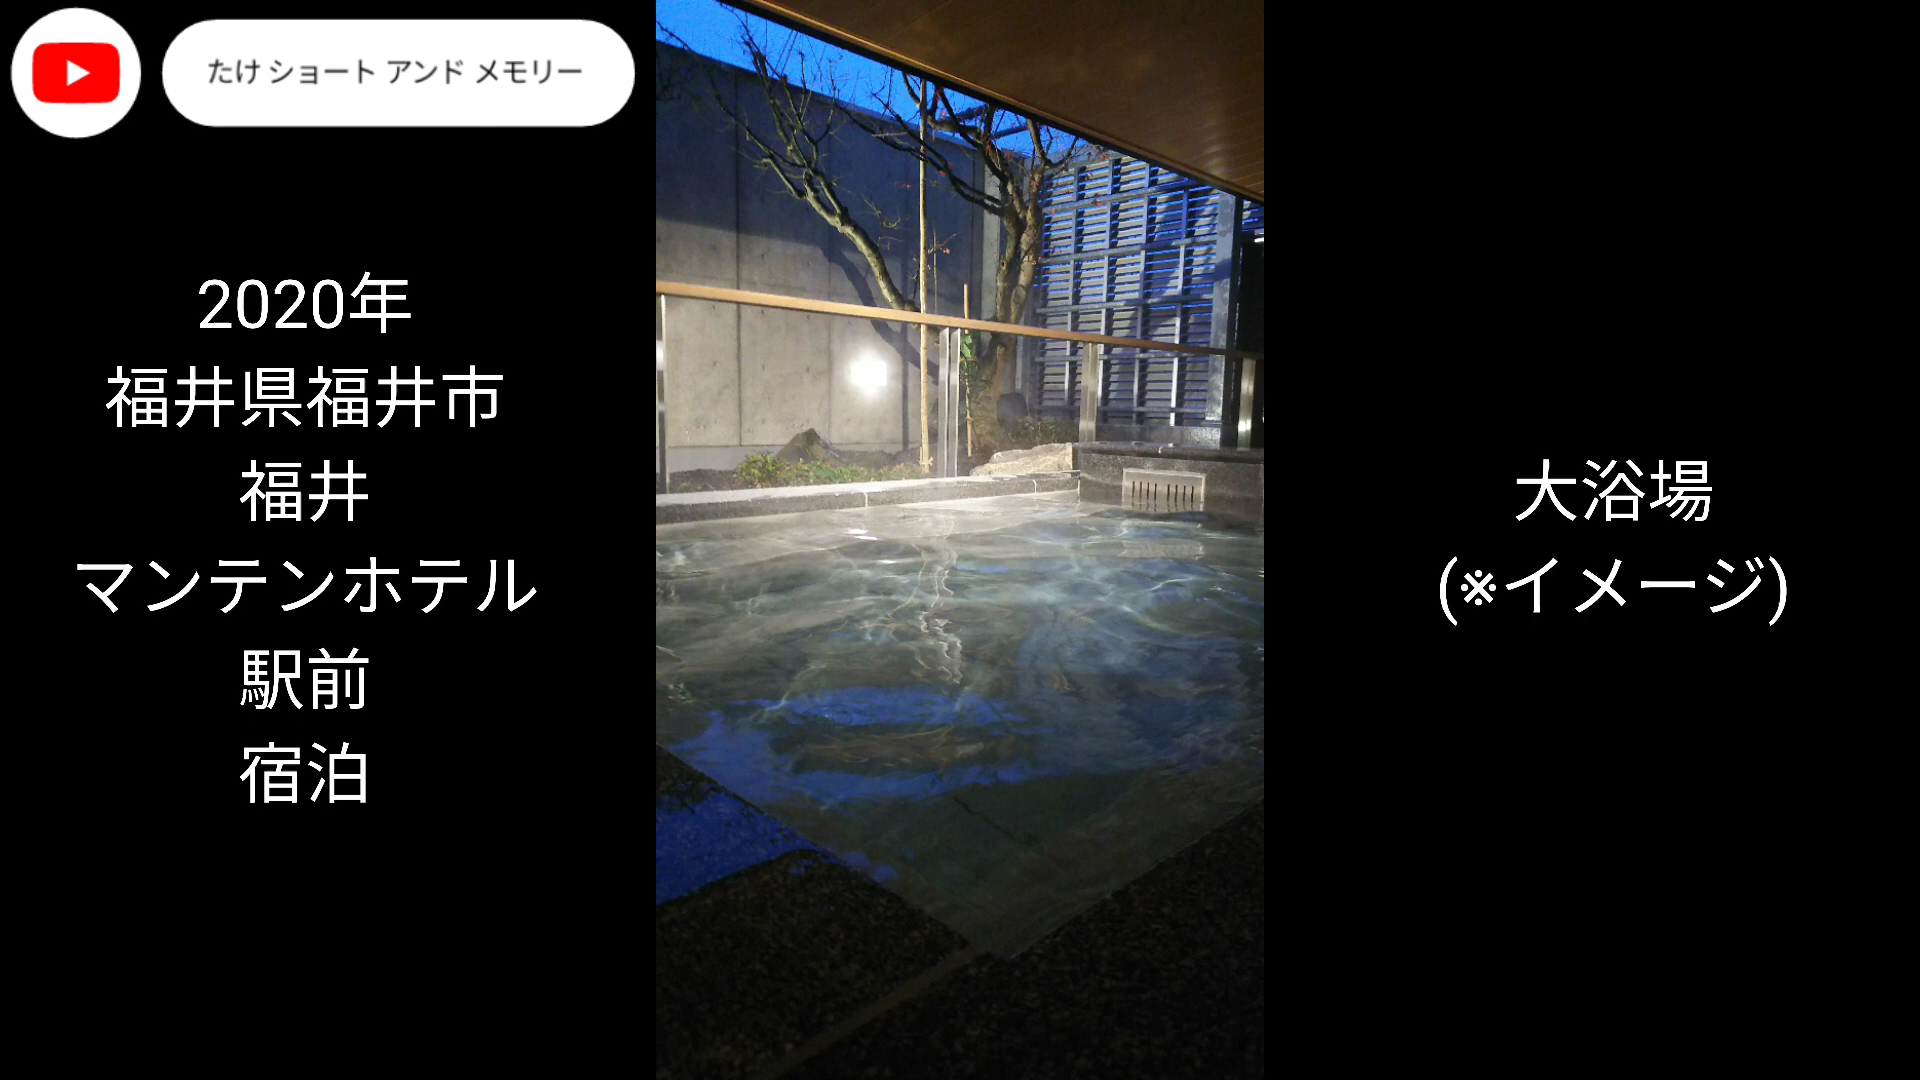 たけ ショート アンド メモリー
2020年
福井県福井市
福井
マンテンホテル
駅前
宿泊
大浴場
(※イメージ)